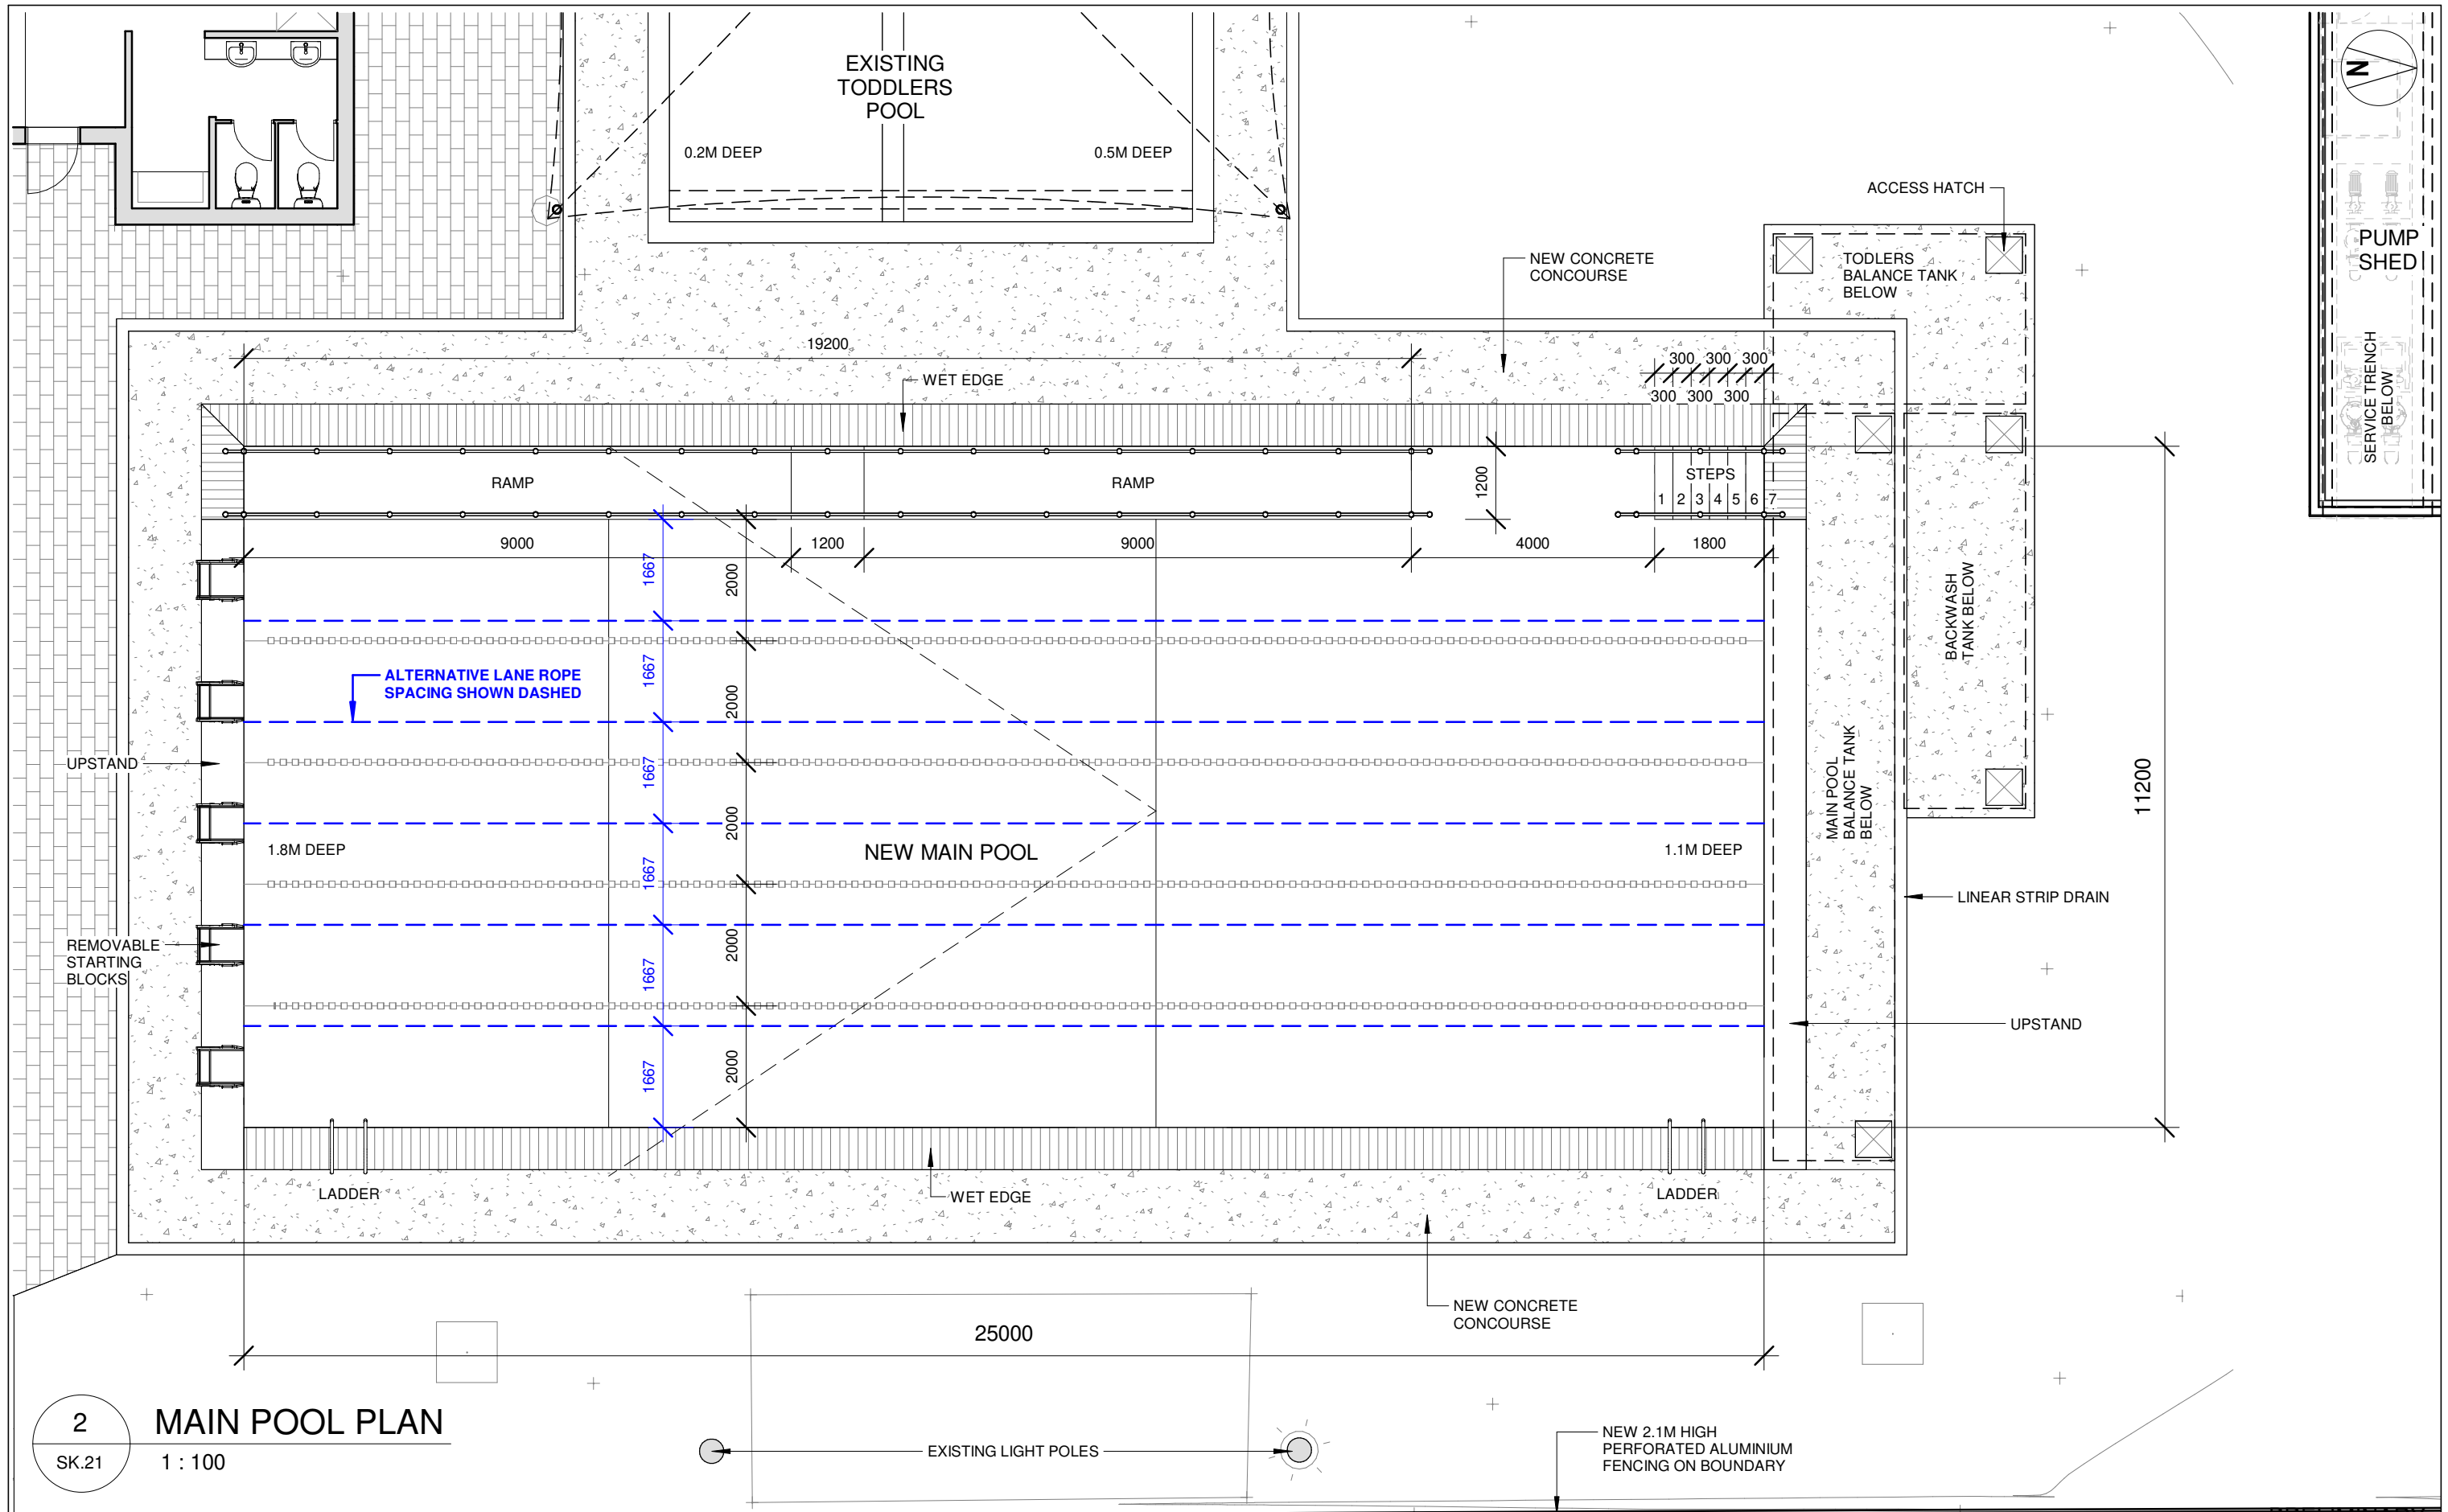 EXISTING
TODDLERS
POOL
0.2M DEEP
0.5M DEEP
N
ACCESS HATCH
PUMP
SHED
NEW CONCRETE
CONCOURSE
TODLERS
BALANCE TANK
BELOW
SERVICE TRENCH
BELOW
19200
WET EDGE
300 300 300
300 300 300
RAMP
RAMP
1200
STEPS
1 2 3 4 5 6 7
9000
1200
9000
4000
1800
1667
2000
1667
2000
1667
2000
1667
2000
1667
2000
1667
ALTERNATIVE LANE ROPE
SPACING SHOWN DASHED
BACKWASH
TANK BELOW
UPSTAND
MAIN POOL
BALANCE TANK
BELOW
11200
1.8M DEEP
NEW MAIN POOL
1.1M DEEP
LINEAR STRIP DRAIN
REMOVABLE
STARTING
BLOCKS
UPSTAND
LADDER
WET EDGE
LADDER
NEW CONCRETE
CONCOURSE
25000
2
SK.21
MAIN POOL PLAN
1 : 100
EXISTING LIGHT POLES
NEW 2.1M HIGH
PERFORATED ALUMINIUM
FENCING ON BOUNDARY